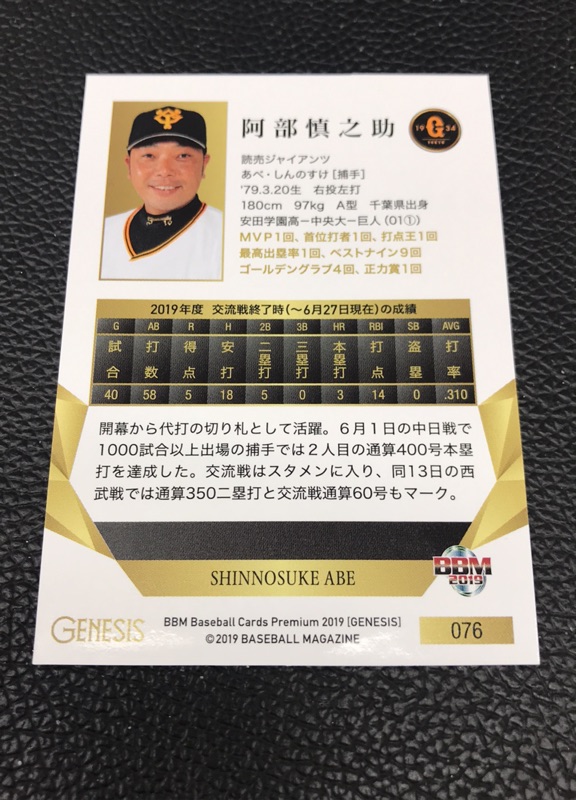 阿部慎之助
19 G 34
TOKYO
読売ジャイアンツ
あべ・しんのすけ [捕手]
'79.3.20生 右投左打
180cm 97kg A型 千葉県出身
安田学園高－中央大－巨人 (01①)
MVP1回、首位打者1回、打点王1回
最高出塁率1回、ベストナイン9回
ゴールデングラブ4回、正力賞1回
2019年度 交流戦終了時(～6月27日現在)の成績
G AB R H 2B 3B HR RBI SB AVG
試合 打数 得点 安打 二塁打 三塁打 本塁打 打点 盗塁 打率
40 58 5 18 5 0 3 14 0 .310
開幕から代打の切り札として活躍。6月1日の中日戦で
1000試合以上出場の捕手では2人目の通算400号本塁
打を達成した。交流戦はスタメンに入り、同13日の西
武戦では通算350二塁打と交流戦通算60号もマーク。
BBM
2019
SHINNOSUKE ABE
GENESIS
BBM Baseball Cards Premium 2019 [GENESIS]
©2019 BASEBALL MAGAZINE
076